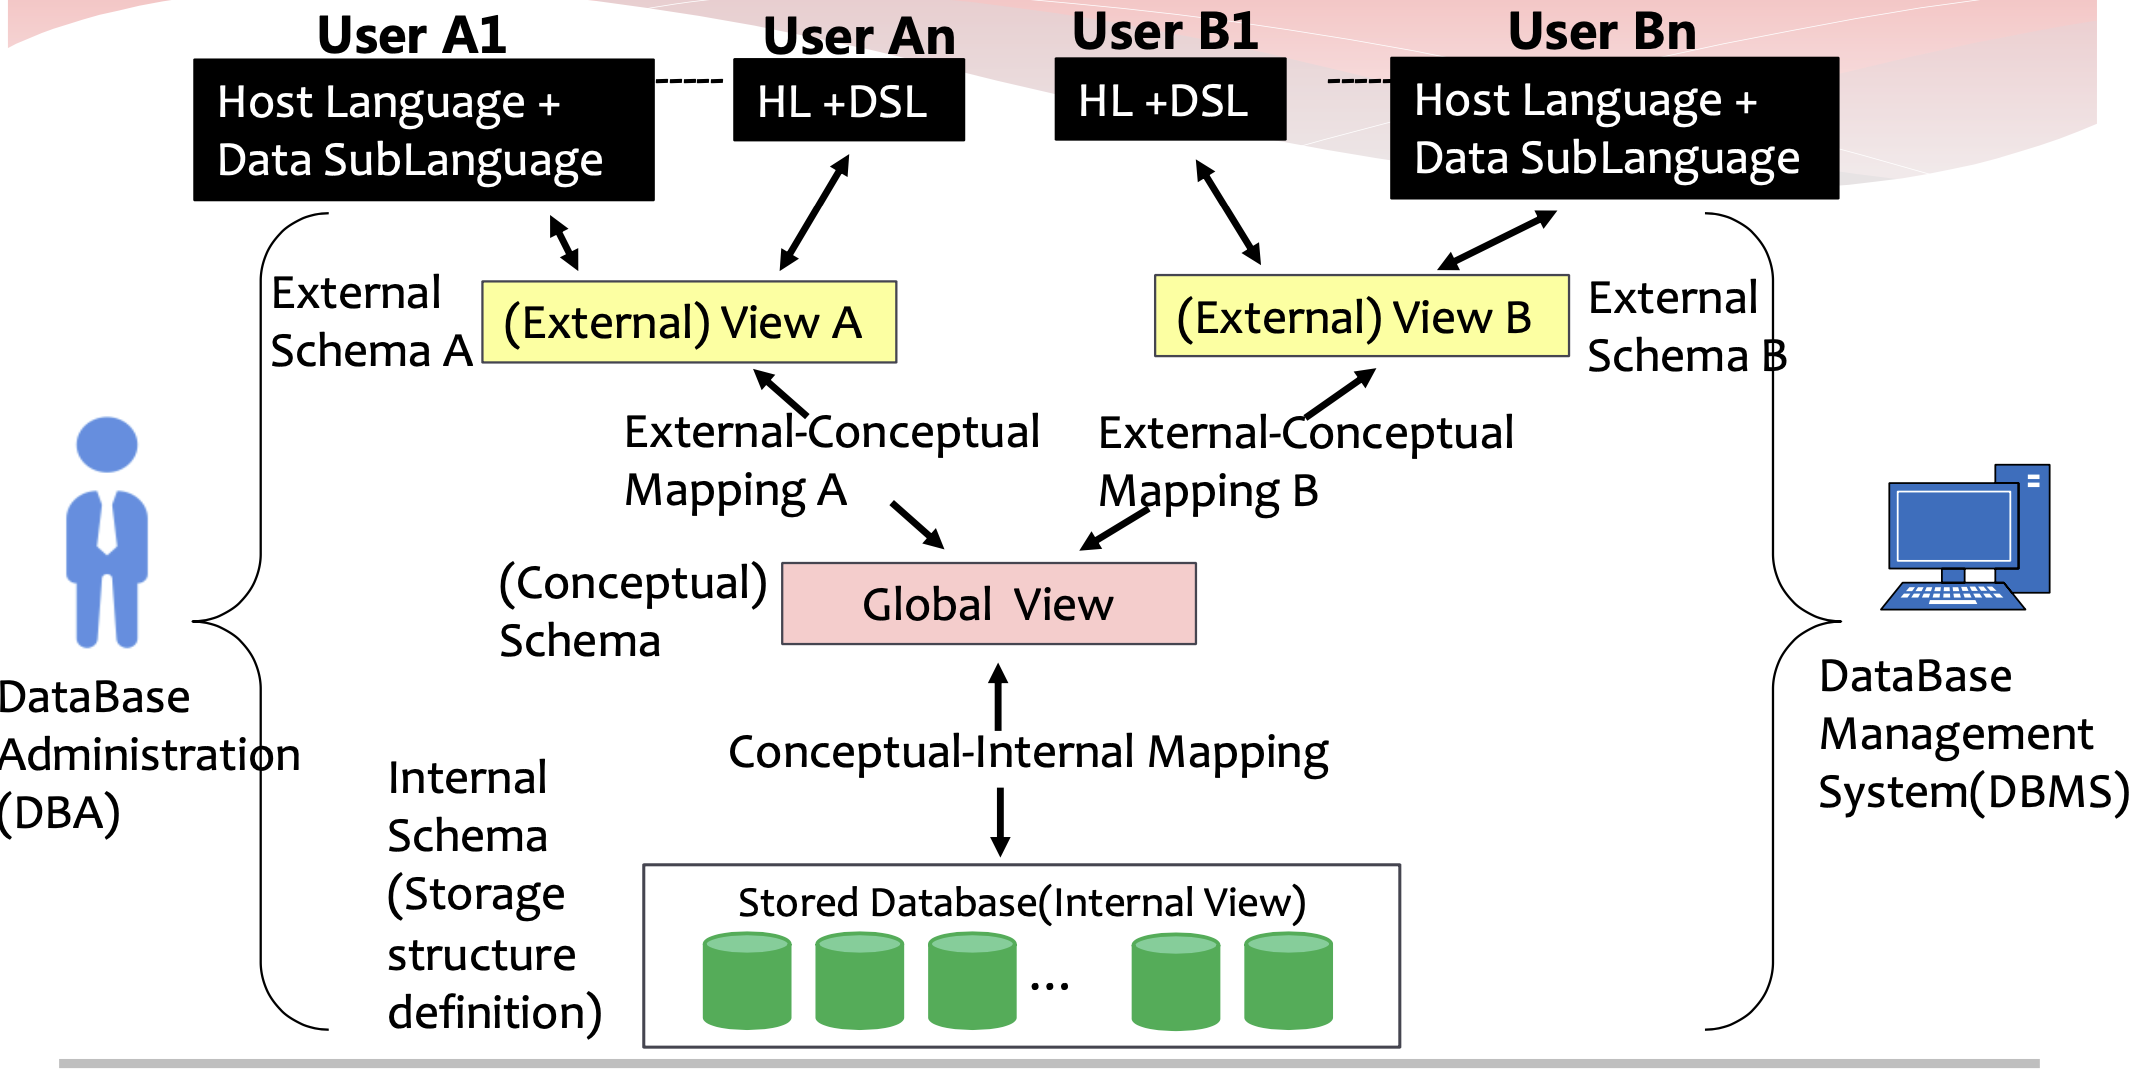 User A1
User An
User B1
User Bn
Host Language +
Data SubLanguage
HL +DSL
HL +DSL
Host Language +
Data SubLanguage
External
Schema A
(External) View A
(External) View B
External
Schema B
External-Conceptual
Mapping A
External-Conceptual
Mapping B
(Conceptual)
Schema
Global View
DataBase
Administration
(DBA)
DataBase
Management
System(DBMS)
Conceptual-Internal Mapping
Internal
Schema
(Storage
structure
definition)
Stored Database(Internal View)
...